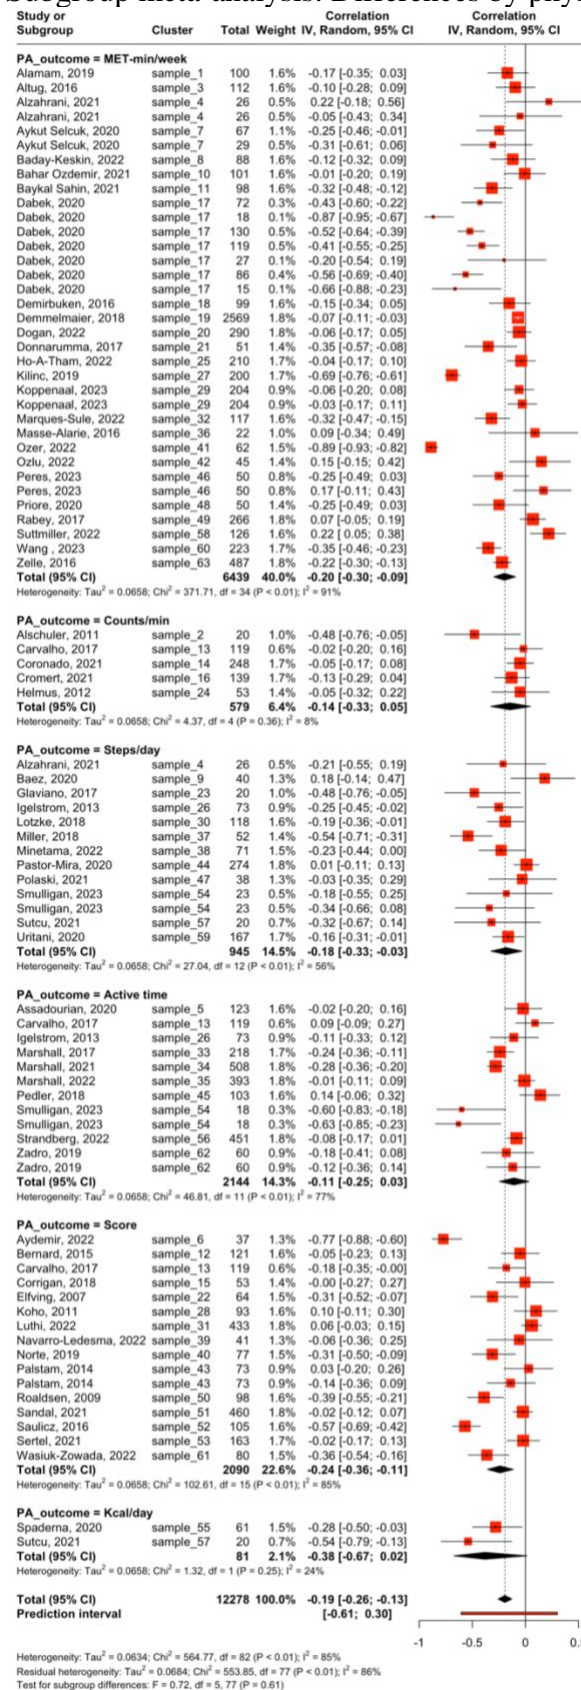 Subgroup meta-analysis: Differences by phy
Study or Subgroup Cluster Total Weight Correlation IV, Random, 95% CI Correlation IV, Random, 95% CI
PA_outcome = MET-min/week
Alamam, 2019 sample_1 100 1.6% -0.17 [-0.35; 0.03]
Altug, 2016 sample_3 112 1.6% -0.10 [-0.28; 0.09]
Alzahrani, 2021 sample_4 26 0.5% 0.22 [-0.18; 0.56]
Alzahrani, 2021 sample_4 26 0.5% -0.05 [-0.43; 0.34]
Aykut Selcuk, 2020 sample_7 67 1.1% -0.25 [-0.46; -0.01]
Aykut Selcuk, 2020 sample_7 29 0.7% -0.31 [-0.61; 0.06]
Baday-Keskin, 2022 sample_8 88 1.6% -0.12 [-0.32; 0.09]
Bahar Ozdemir, 2021 sample_10 101 1.6% -0.01 [-0.20; 0.19]
Baykal Sahin, 2021 sample_11 98 1.6% -0.32 [-0.48; -0.12]
Dabek, 2020 sample_17 72 0.3% -0.43 [-0.60; -0.22]
Dabek, 2020 sample_17 18 0.1% -0.87 [-0.95; -0.67]
Dabek, 2020 sample_17 130 0.5% -0.52 [-0.64; -0.39]
Dabek, 2020 sample_17 119 0.5% -0.41 [-0.55; -0.25]
Dabek, 2020 sample_17 27 0.1% -0.20 [-0.54; 0.19]
Dabek, 2020 sample_17 86 0.4% -0.56 [-0.69; -0.40]
Dabek, 2020 sample_17 15 0.1% -0.66 [-0.88; -0.23]
Demirbuken, 2016 sample_18 99 1.6% -0.15 [-0.34; 0.05]
Demmelmaier, 2018 sample_19 2569 1.8% -0.07 [-0.11; -0.03]
Dogan, 2022 sample_20 290 1.8% -0.06 [-0.17; 0.05]
Donnarumma, 2017 sample_21 51 1.4% -0.35 [-0.57; -0.08]
Ho-A-Tham, 2022 sample_25 210 1.7% -0.04 [-0.17; 0.10]
Kilinc, 2019 sample_27 200 1.7% -0.69 [-0.76; -0.61]
Koppenaal, 2023 sample_29 204 0.9% -0.06 [-0.20; 0.08]
Koppenaal, 2023 sample_29 204 0.9% -0.03 [-0.17; 0.11]
Marques-Sule, 2022 sample_32 117 1.6% -0.32 [-0.47; -0.15]
Masse-Alarie, 2016 sample_36 22 1.1% 0.09 [-0.34; 0.49]
Ozer, 2022 sample_41 62 1.5% -0.89 [-0.93; -0.82]
Ozlu, 2022 sample_42 45 1.4% 0.15 [-0.15; 0.42]
Peres, 2023 sample_46 50 0.8% -0.25 [-0.49; 0.03]
Peres, 2023 sample_46 50 0.8% 0.17 [-0.11; 0.43]
Priore, 2020 sample_48 50 1.4% -0.25 [-0.49; 0.03]
Rabey, 2017 sample_49 266 1.7% 0.07 [-0.05; 0.19]
Suttmiller, 2022 sample_58 126 1.6% 0.22 [ 0.05; 0.38]
Wang , 2023 sample_60 223 1.7% -0.35 [-0.46; -0.23]
Zelle, 2016 sample_63 487 1.8% -0.22 [-0.30; -0.13]
Total (95% CI) 6439 40.0% -0.20 [-0.30; -0.09]
Heterogeneity: Tau² = 0.0658; Chi² = 371.71, df = 34 (P < 0.01); I² = 91%
PA_outcome = Counts/min
Alschuler, 2011 sample_2 20 1.0% -0.48 [-0.76; -0.05]
Carvalho, 2017 sample_13 119 0.6% -0.02 [-0.20; 0.16]
Coronado, 2021 sample_14 248 1.7% -0.05 [-0.17; 0.08]
Cromert, 2021 sample_16 139 1.7% -0.13 [-0.29; 0.04]
Helmus, 2012 sample_24 53 1.4% -0.05 [-0.32; 0.22]
Total (95% CI) 579 6.4% -0.14 [-0.33; 0.05]
Heterogeneity: Tau² = 0.0658; Chi² = 4.37, df = 4 (P = 0.36); I² = 8%
PA_outcome = Steps/day
Alzahrani, 2021 sample_4 26 0.5% -0.21 [-0.55; 0.19]
Baez, 2020 sample_9 40 1.3% 0.18 [-0.14; 0.47]
Glaviano, 2022 sample_23 20 1.0% -0.48 [-0.76; -0.05]
Igelstrom, 2013 sample_26 73 0.9% -0.25 [-0.45; -0.02]
Lotzke, 2018 sample_30 118 1.6% -0.19 [-0.36; -0.01]
Miller, 2018 sample_37 52 1.4% -0.54 [-0.71; -0.31]
Minetama, 2022 sample_38 71 1.5% -0.23 [-0.44; 0.00]
Pastor-Mira, 2020 sample_44 274 1.8% 0.01 [-0.11; 0.13]
Polaski, 2021 sample_47 38 1.3% -0.03 [-0.35; 0.29]
Smulligan, 2023 sample_54 23 0.4% -0.18 [-0.55; 0.25]
Smulligan, 2023 sample_54 23 0.4% -0.34 [-0.66; 0.08]
Sutcu, 2021 sample_57 20 0.7% -0.32 [-0.67; 0.14]
Uritani, 2020 sample_59 167 1.7% -0.16 [-0.31; -0.01]
Total (95% CI) 945 14.5% -0.18 [-0.33; -0.03]
Heterogeneity: Tau² = 0.0658; Chi² = 27.04, df = 12 (P < 0.01); I² = 56%
PA_outcome = Active time
Assadourian, 2020 sample_5 123 1.6% -0.02 [-0.20; 0.16]
Carvalho, 2017 sample_13 119 0.6% 0.09 [-0.09; 0.27]
Igelstrom, 2013 sample_26 73 0.9% -0.11 [-0.33; 0.12]
Marshall, 2017 sample_33 218 1.7% -0.24 [-0.36; -0.11]
Marshall, 2021 sample_34 508 1.8% -0.28 [-0.36; -0.20]
Marshall, 2022 sample_35 393 1.8% -0.01 [-0.11; 0.09]
Pedler, 2018 sample_45 103 1.6% 0.14 [-0.06; 0.32]
Smulligan, 2023 sample_54 18 0.3% -0.60 [-0.83; -0.18]
Smulligan, 2023 sample_54 18 0.3% -0.63 [-0.85; -0.23]
Strandberg, 2022 sample_56 451 1.8% -0.08 [-0.17; 0.01]
Zadro, 2019 sample_62 60 0.9% -0.18 [-0.41; 0.08]
Zadro, 2019 sample_62 60 0.9% -0.12 [-0.36; 0.14]
Total (95% CI) 2144 14.3% -0.11 [-0.25; 0.03]
Heterogeneity: Tau² = 0.0658; Chi² = 46.81, df = 11 (P < 0.01); I² = 77%
PA_outcome = Score
Aydemir, 2022 sample_6 37 1.3% -0.77 [-0.88; -0.60]
Bernard, 2015 sample_12 121 1.6% -0.05 [-0.23; 0.13]
Carvalho, 2017 sample_13 119 0.6% -0.18 [-0.35; -0.00]
Corrigan, 2018 sample_15 53 1.4% -0.00 [-0.27; 0.27]
Elfving, 2007 sample_22 64 1.5% -0.31 [-0.52; -0.07]
Koho, 2011 sample_28 93 1.6% 0.10 [-0.11; 0.30]
Luthi, 2022 sample_31 433 1.8% 0.06 [-0.03; 0.15]
Navarro-Ledesma, 2022 sample_39 41 1.4% -0.06 [-0.36; 0.25]
Norte, 2019 sample_40 77 1.5% -0.31 [-0.50; -0.09]
Palstam, 2014 sample_43 73 0.9% 0.03 [-0.20; 0.26]
Palstam, 2014 sample_43 73 0.9% -0.14 [-0.36; 0.09]
Roaldsen, 2009 sample_50 98 1.6% -0.39 [-0.55; -0.21]
Sandal, 2021 sample_51 460 1.8% -0.02 [-0.12; 0.07]
Saulicz, 2016 sample_52 105 1.6% -0.57 [-0.69; -0.42]
Sertel, 2021 sample_53 163 1.7% -0.02 [-0.17; 0.13]
Wasiuk-Zowada, 2022 sample_61 80 1.5% -0.36 [-0.54; -0.16]
Total (95% CI) 2090 22.6% -0.24 [-0.36; -0.11]
Heterogeneity: Tau² = 0.0658; Chi² = 102.61, df = 15 (P < 0.01); I² = 85%
PA_outcome = Kcal/day
Spaderna, 2020 sample_55 61 1.5% -0.28 [-0.50; -0.03]
Sutcu, 2021 sample_57 20 0.7% -0.54 [-0.79; -0.13]
Total (95% CI) 81 2.1% -0.38 [-0.67; 0.02]
Heterogeneity: Tau² = 0.0658; Chi² = 1.32, df = 1 (P = 0.25); I² = 24%
Total (95% CI) 12278 100.0% -0.19 [-0.26; -0.13]
Prediction interval [-0.61; 0.30]
-1 -0.5 0 0.5
Heterogeneity: Tau² = 0.0634; Chi² = 564.77, df = 82 (P < 0.01); I² = 85%
Residual heterogeneity: Tau² = 0.0684; Chi² = 553.85, df = 77 (P < 0.01); I² = 86%
Test for subgroup differences: F = 0.72, df = 5, 77 (P = 0.61)